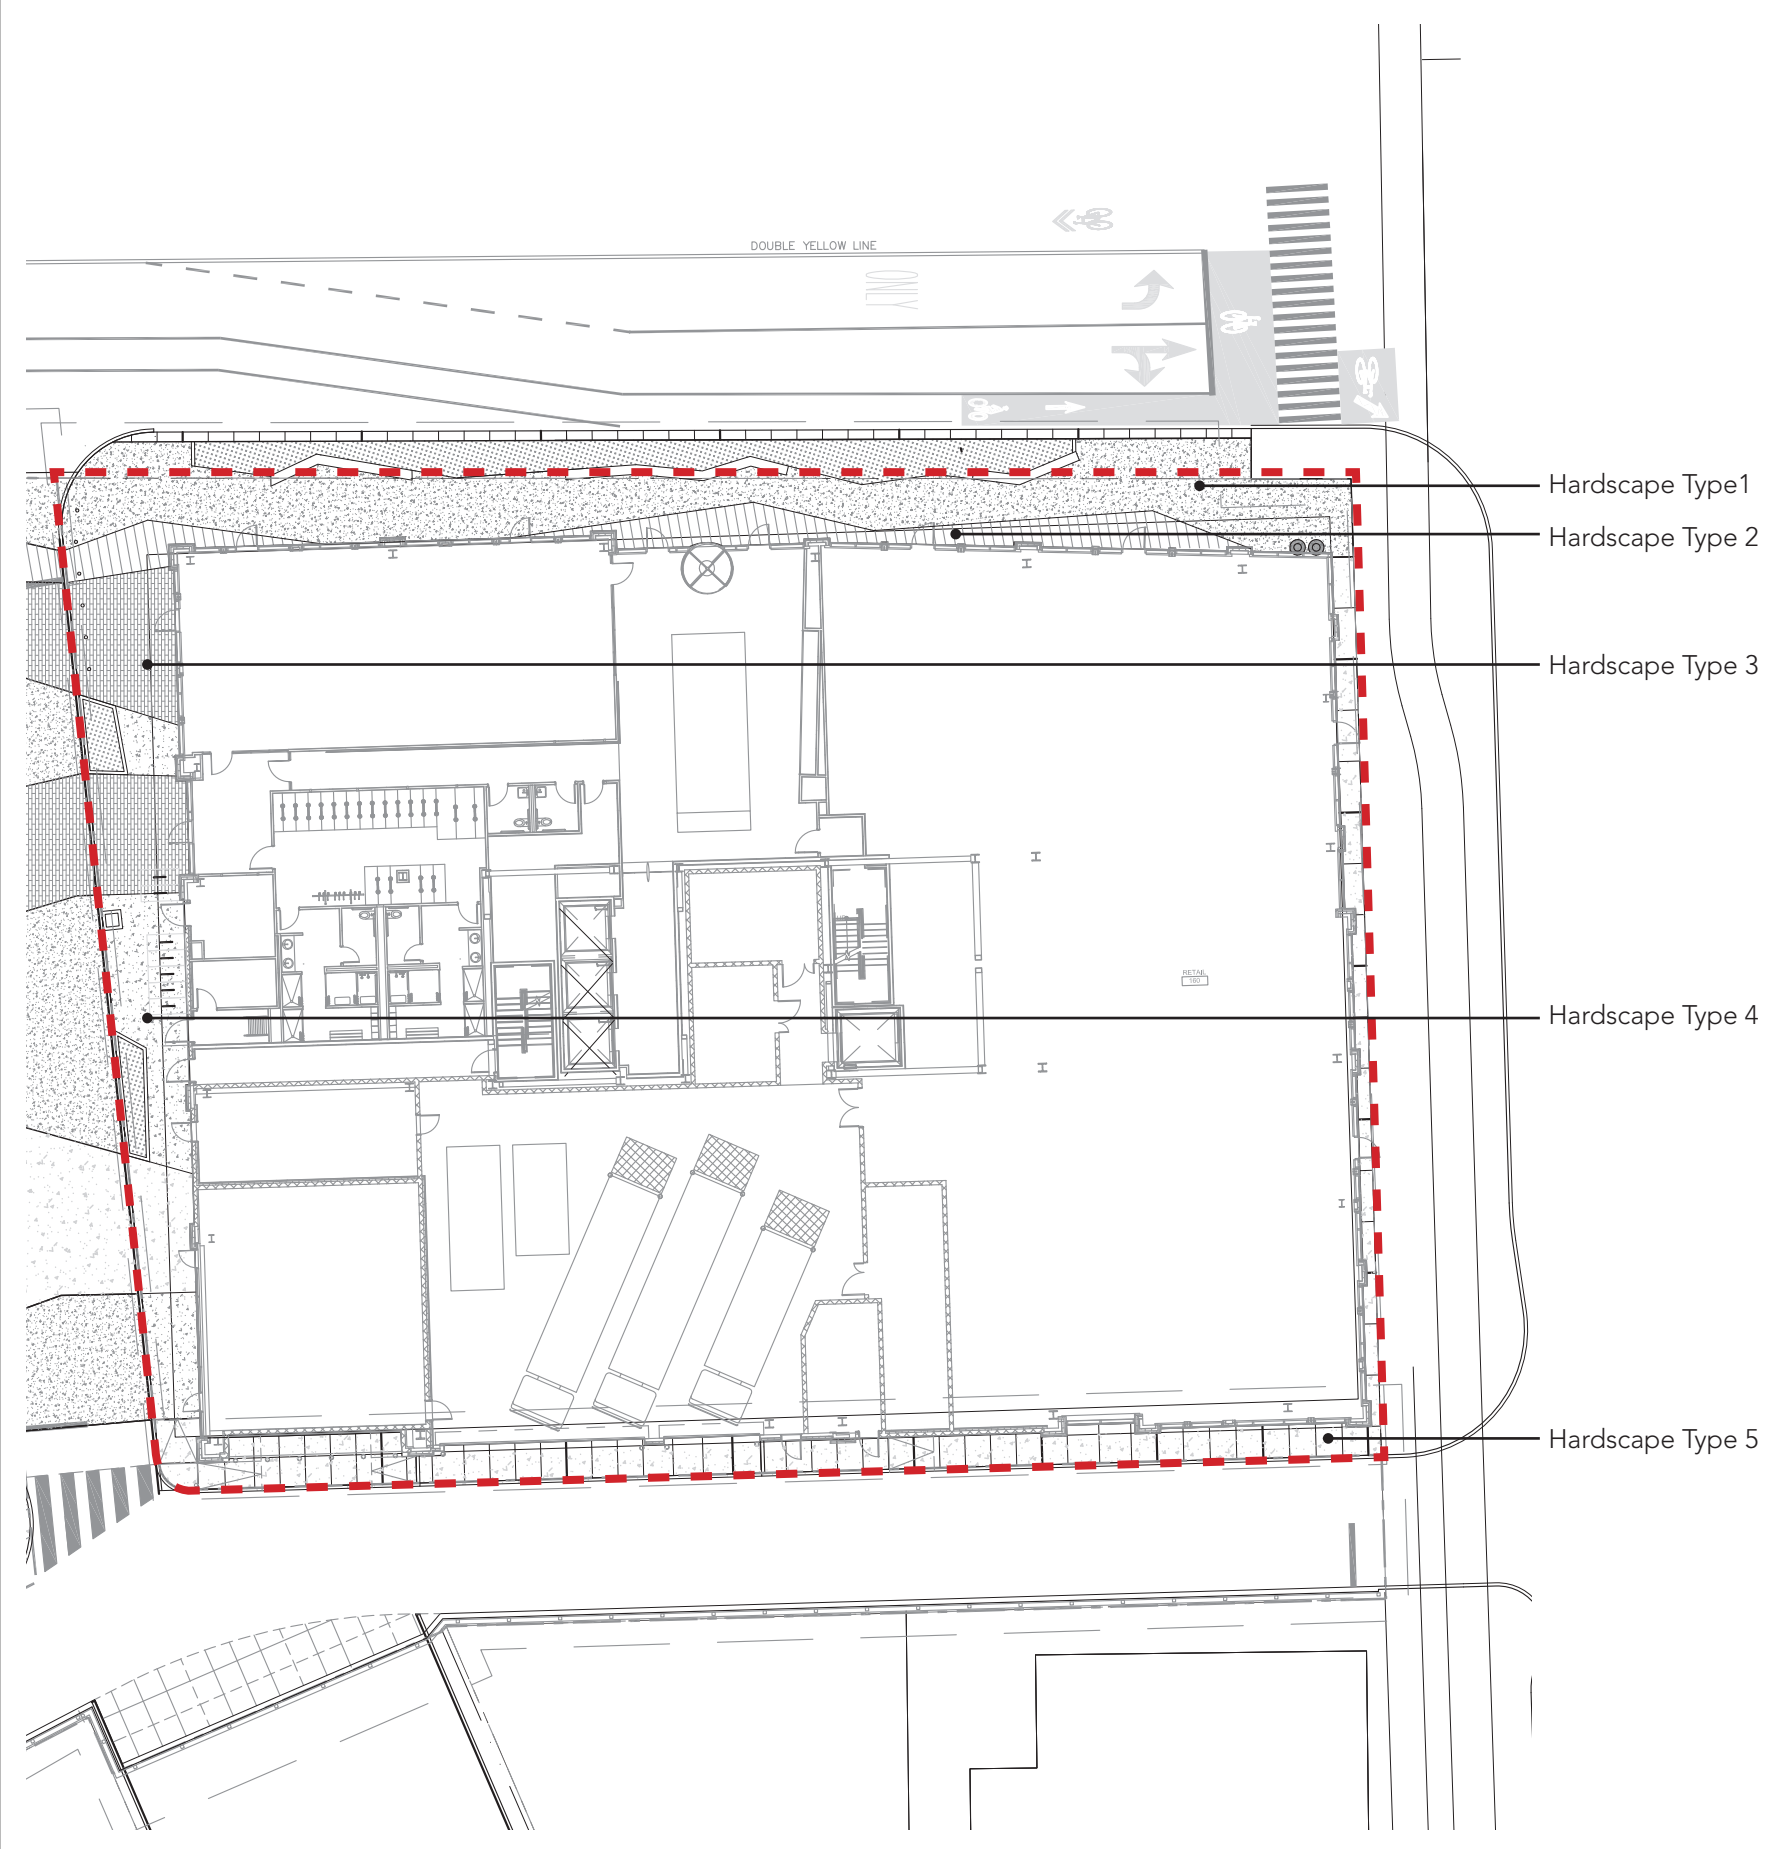 DOUBLE YELLOW LINE
ONLY
Hardscape Type1
Hardscape Type 2
Hardscape Type 3
RETAIL
160
Hardscape Type 4
Hardscape Type 5